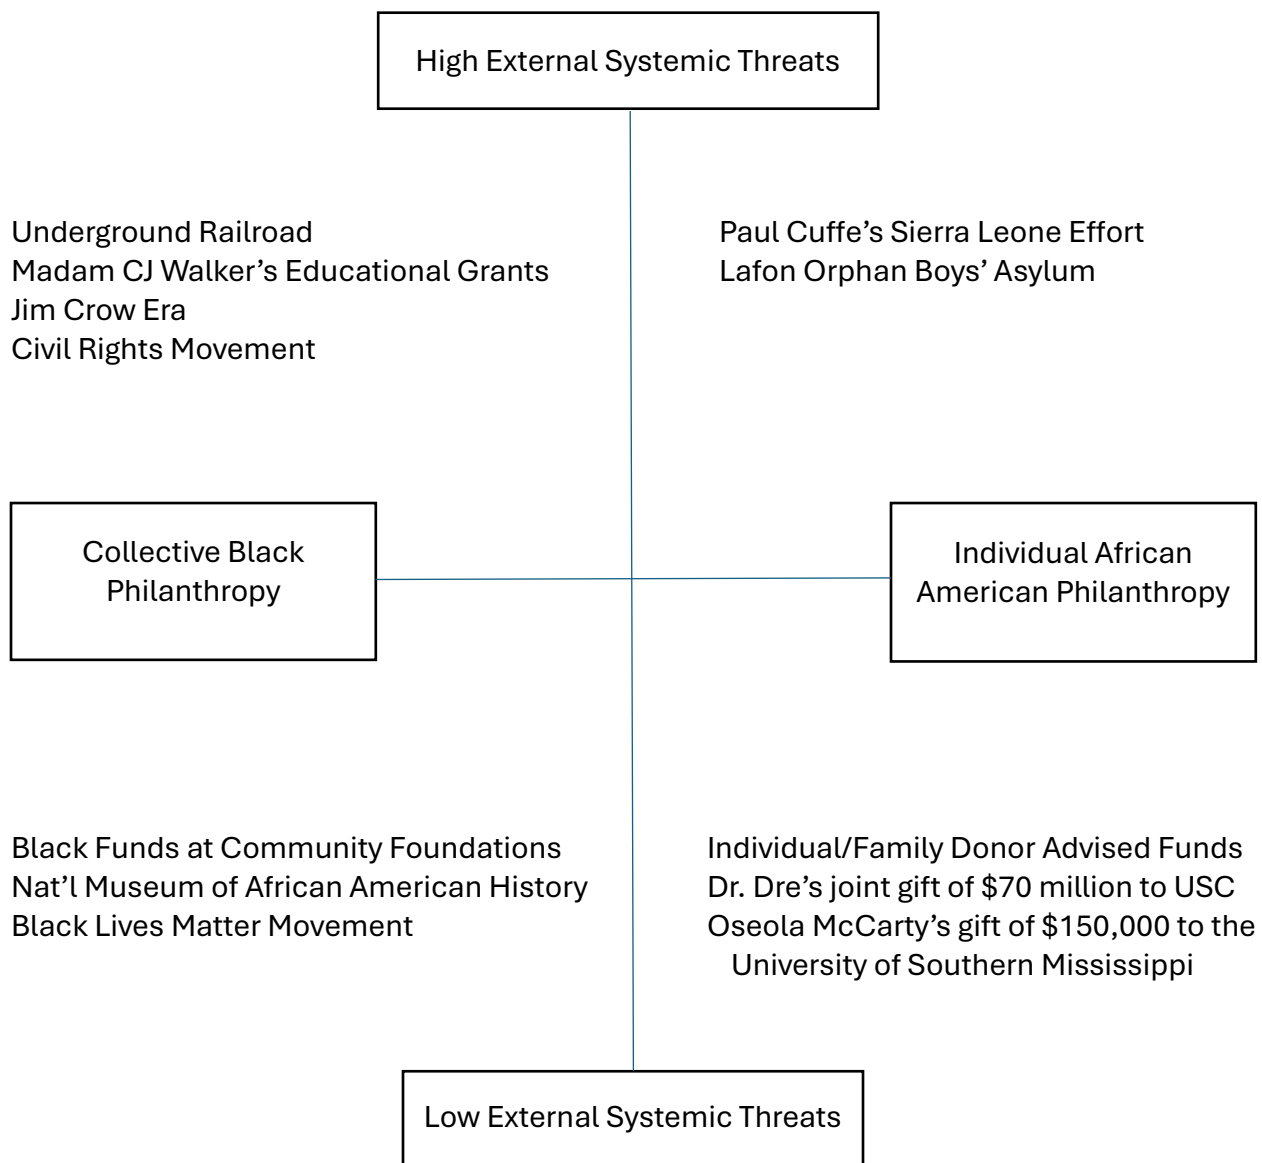 High External Systemic Threats
Underground Railroad
Madam CJ Walker’s Educational Grants
Jim Crow Era
Civil Rights Movement
Paul Cuffe’s Sierra Leone Effort
Lafon Orphan Boys’ Asylum
Collective Black
Philanthropy
Individual African
American Philanthropy
Black Funds at Community Foundations
Nat’l Museum of African American History
Black Lives Matter Movement
Individual/Family Donor Advised Funds
Dr. Dre’s joint gift of $70 million to USC
Oseola McCarty’s gift of $150,000 to the
University of Southern Mississippi
Low External Systemic Threats